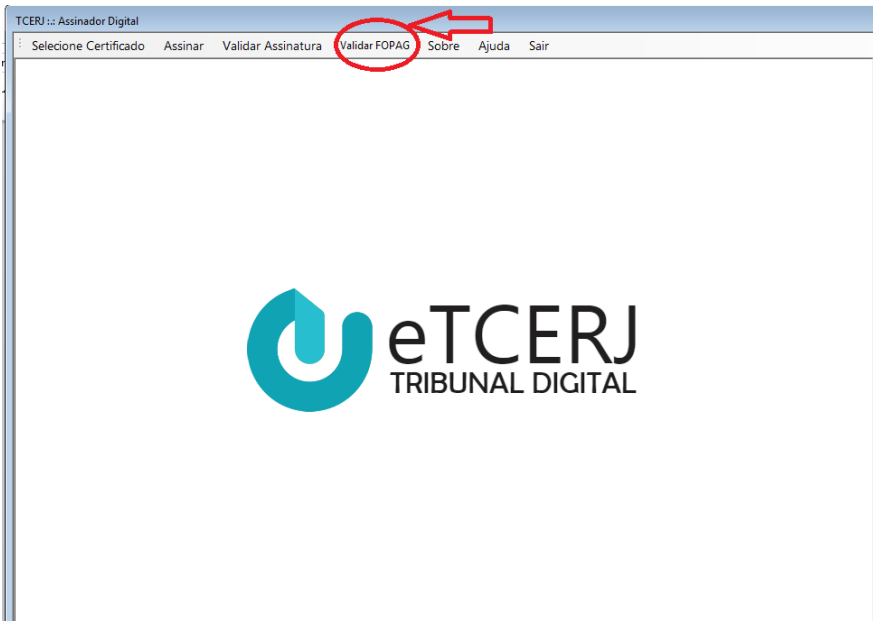 TCERJ :.: Assinador Digital
Selecione Certificado Assinar Validar Assinatura Validar FOPAG Sobre Ajuda Sair
eTCERJ
TRIBUNAL DIGITAL